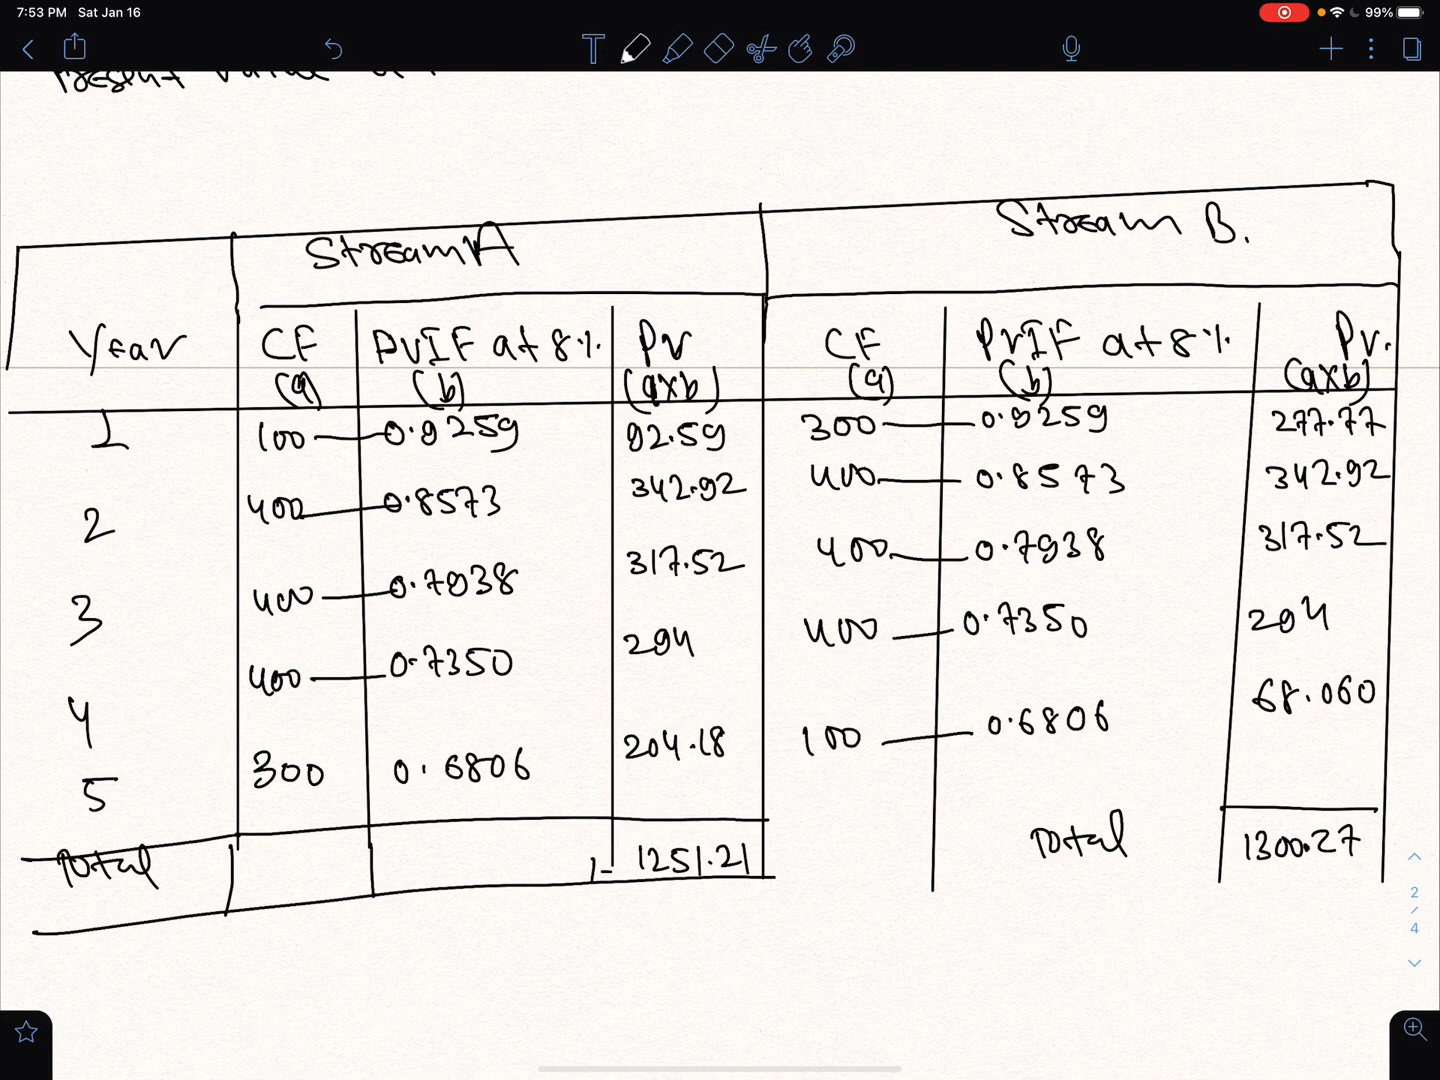 7:53 PM Sat Jan 16 99%
Present Value
Stream A Stream B.
Year CF PVIF at 8% PV CF PVIF at 8% PV.
(a) (b) (axb) (a) (b) (axb)
1 100 0.9259 92.59 300 0.9259 277.77
2 400 0.8573 342.92 400 0.8573 342.92
3 400 0.7938 317.52 400 0.7938 317.52
4 400 0.7350 294 400 0.7350 294
5 300 0.6806 204.18 100 0.6806 68.060
Total 1251.21 Total 1300.27
2
/
4